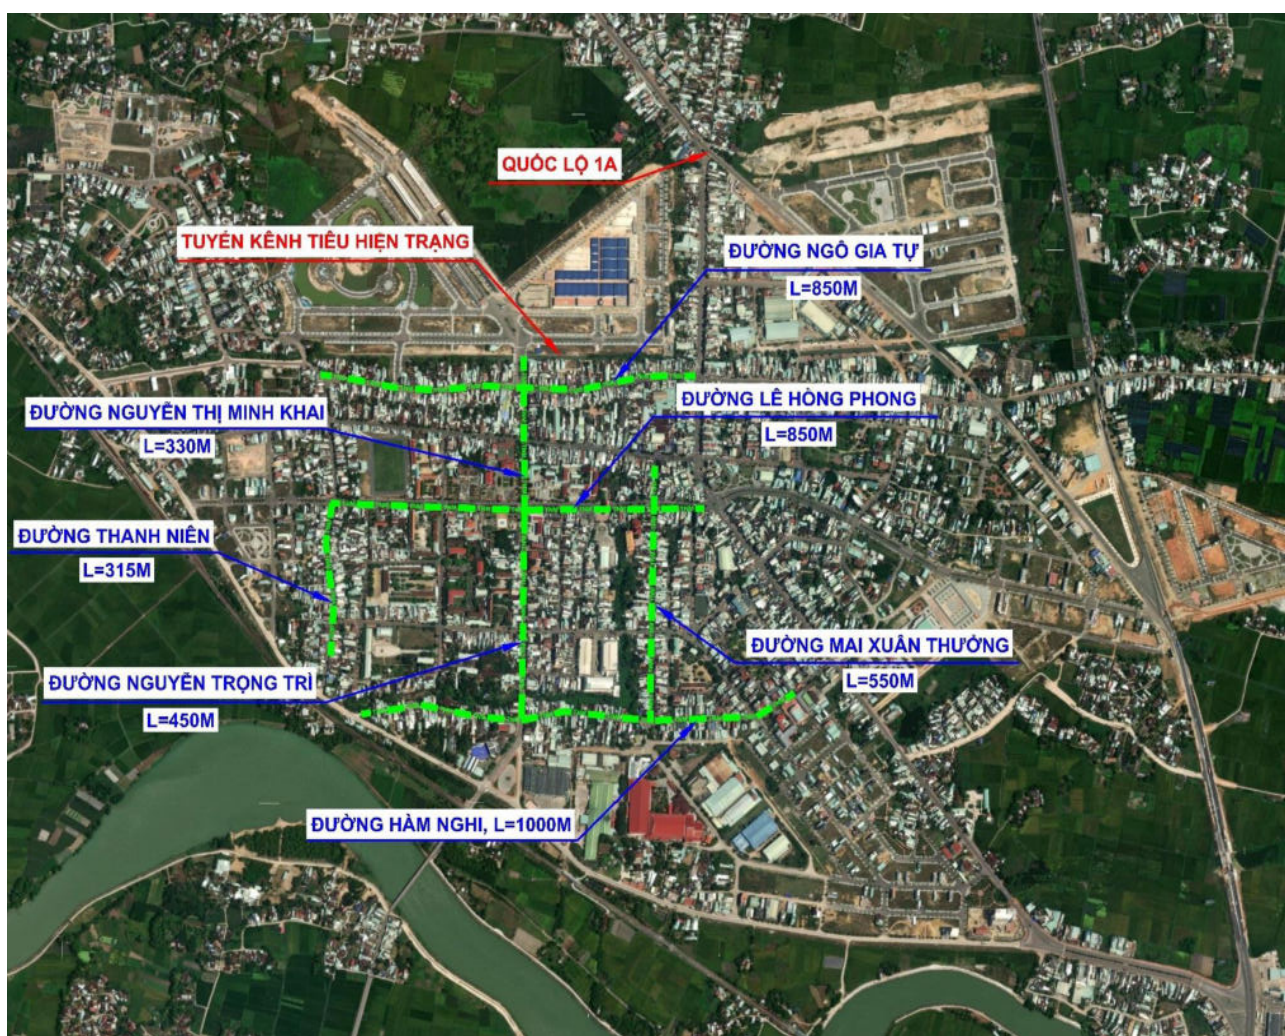 QUỐC LỘ 1A
TUYẾN KÊNH TIÊU HIỆN TRẠNG
ĐƯỜNG NGÔ GIA TỰ
L=850M
ĐƯỜNG NGUYỄN THỊ MINH KHAI
L=330M
ĐƯỜNG LÊ HỒNG PHONG
L=850M
ĐƯỜNG THANH NIÊN
L=315M
ĐƯỜNG MAI XUÂN THƯỞNG
L=550M
ĐƯỜNG NGUYỄN TRỌNG TRÌ
L=450M
ĐƯỜNG HÀM NGHI, L=1000M